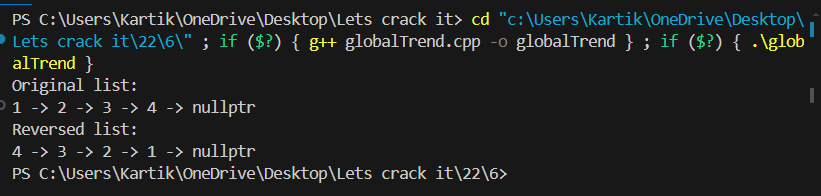 PS C:\Users\Kartik\OneDrive\Desktop\Lets crack it> cd "c:\Users\Kartik\OneDrive\Desktop\
Lets crack it\22\6\" ; if ($?) { g++ globalTrend.cpp -o globalTrend } ; if ($?) { .\glob
alTrend }
Original list:
1 -> 2 -> 3 -> 4 -> nullptr
Reversed list:
4 -> 3 -> 2 -> 1 -> nullptr
PS C:\Users\Kartik\OneDrive\Desktop\Lets crack it\22\6>